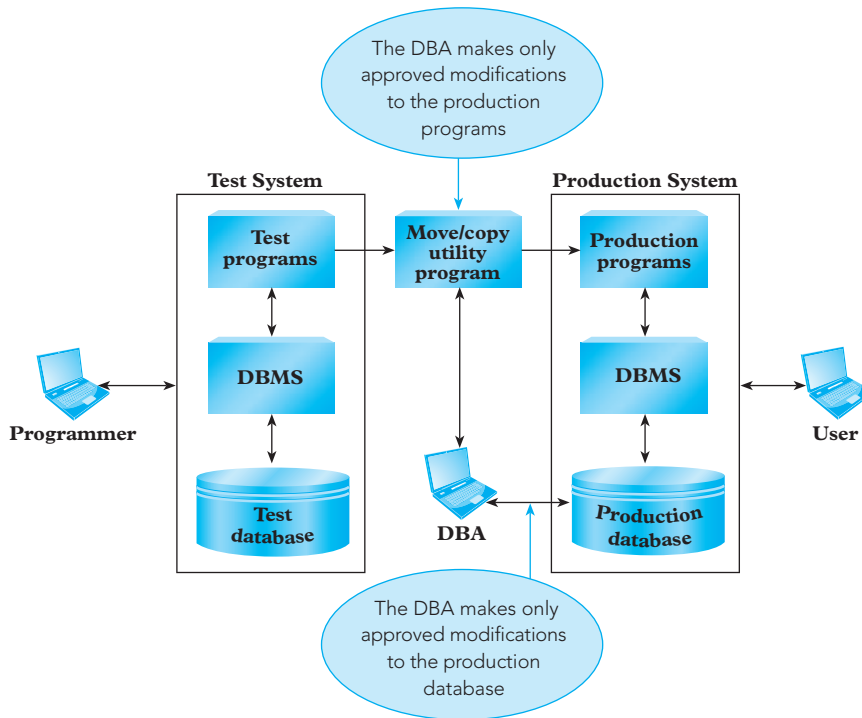 The DBA makes only
approved modifications
to the production
programs
Test System
Production System
Test
programs
Move/copy
utility
program
Production
programs
DBMS
DBMS
Programmer
User
Test
database
DBA
Production
database
The DBA makes only
approved modifications
to the production
database